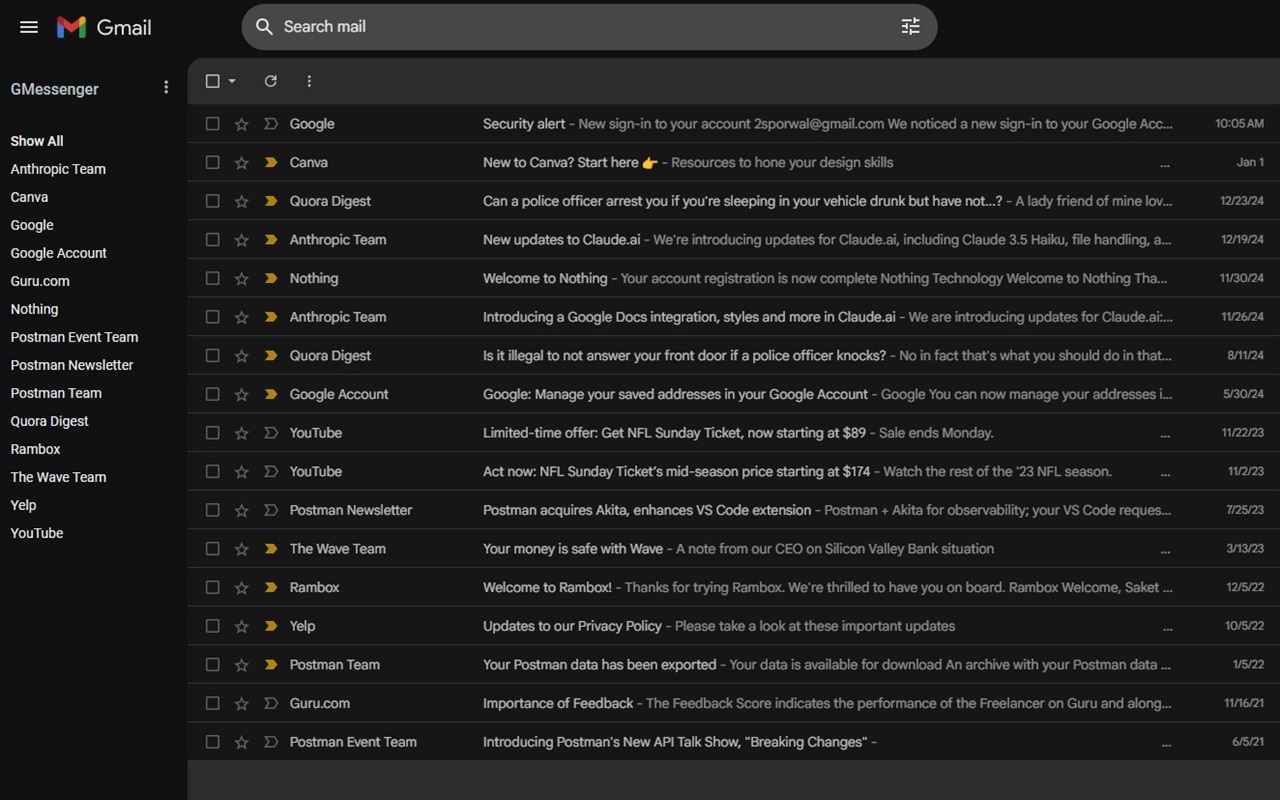 Gmail
Search mail
GMessenger
Show All
Anthropic Team
Canva
Google
Google Account
Guru.com
Nothing
Postman Event Team
Postman Newsletter
Postman Team
Quora Digest
Rambox
The Wave Team
Yelp
YouTube
Google Security alert - New sign-in to your account 2sporwal@gmail.com We noticed a new sign-in to your Google Acc... 10:05 AM
Canva New to Canva? Start here 👉 - Resources to hone your design skills ... Jan 1
Quora Digest Can a police officer arrest you if you're sleeping in your vehicle drunk but have not...? - A lady friend of mine lov... 12/23/24
Anthropic Team New updates to Claude.ai - We're introducing updates for Claude.ai, including Claude 3.5 Haiku, file handling, a... 12/19/24
Nothing Welcome to Nothing - Your account registration is now complete Nothing Technology Welcome to Nothing Tha... 11/30/24
Anthropic Team Introducing a Google Docs integration, styles and more in Claude.ai - We are introducing updates for Claude.ai:... 11/26/24
Quora Digest Is it illegal to not answer your front door if a police officer knocks? - No in fact that's what you should do in that... 8/11/24
Google Account Google: Manage your saved addresses in your Google Account - Google You can now manage your addresses i... 5/30/24
YouTube Limited-time offer: Get NFL Sunday Ticket, now starting at $89 - Sale ends Monday. ... 11/22/23
YouTube Act now: NFL Sunday Ticket’s mid-season price starting at $174 - Watch the rest of the '23 NFL season. ... 11/2/23
Postman Newsletter Postman acquires Akita, enhances VS Code extension - Postman + Akita for observability; your VS Code reques... 7/25/23
The Wave Team Your money is safe with Wave - A note from our CEO on Silicon Valley Bank situation ... 3/13/23
Rambox Welcome to Rambox! - Thanks for trying Rambox. We're thrilled to have you on board. Rambox Welcome, Saket ... 12/5/22
Yelp Updates to our Privacy Policy - Please take a look at these important updates ... 10/5/22
Postman Team Your Postman data has been exported - Your data is available for download An archive with your Postman data ... 1/5/22
Guru.com Importance of Feedback - The Feedback Score indicates the performance of the Freelancer on Guru and along... 11/16/21
Postman Event Team Introducing Postman's New API Talk Show, "Breaking Changes" - ... 6/5/21